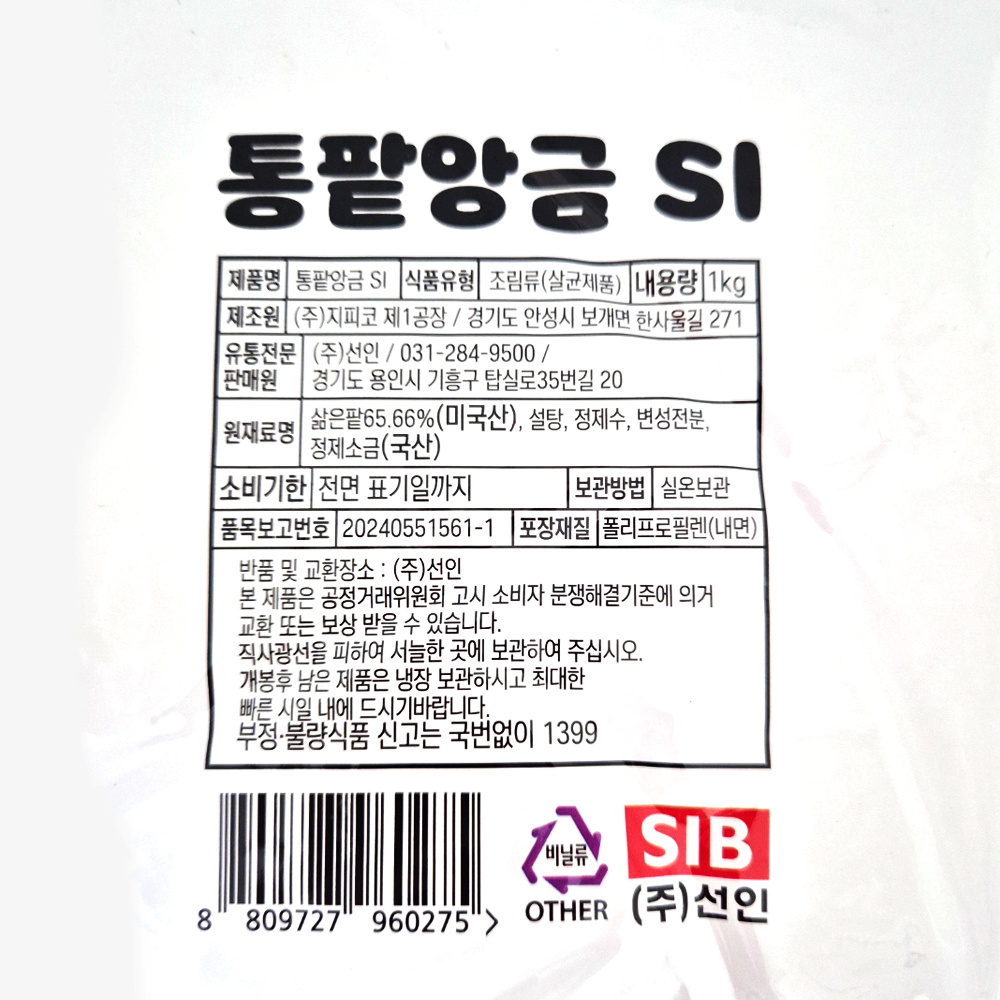 통팥앙금 SI
제품명 통팥앙금 SI 식품유형 조림류(살균제품) 내용량 1kg
제조원 (주)지피코 제1공장 / 경기도 안성시 보개면 한사울길 271
유통전문 (주)선인 / 031-284-9500 /
판매원 경기도 용인시 기흥구 탑실로35번길 20
원재료명 삶은팥65.66%(미국산), 설탕, 정제수, 변성전분,
정제소금(국산)
소비기한 전면 표기일까지 보관방법 실온보관
품목보고번호 20240551561-1 포장재질 폴리프로필렌(내면)
반품 및 교환장소 : (주)선인
본 제품은 공정거래위원회 고시 소비자 분쟁해결기준에 의거
교환 또는 보상 받을 수 있습니다.
직사광선을 피하여 서늘한 곳에 보관하여 주십시오.
개봉후 남은 제품은 냉장 보관하시고 최대한
빠른 시일 내에 드시기바랍니다.
부정·불량식품 신고는 국번없이 1399
비닐류
OTHER
SIB
(주)선인
8 809727 960275 >